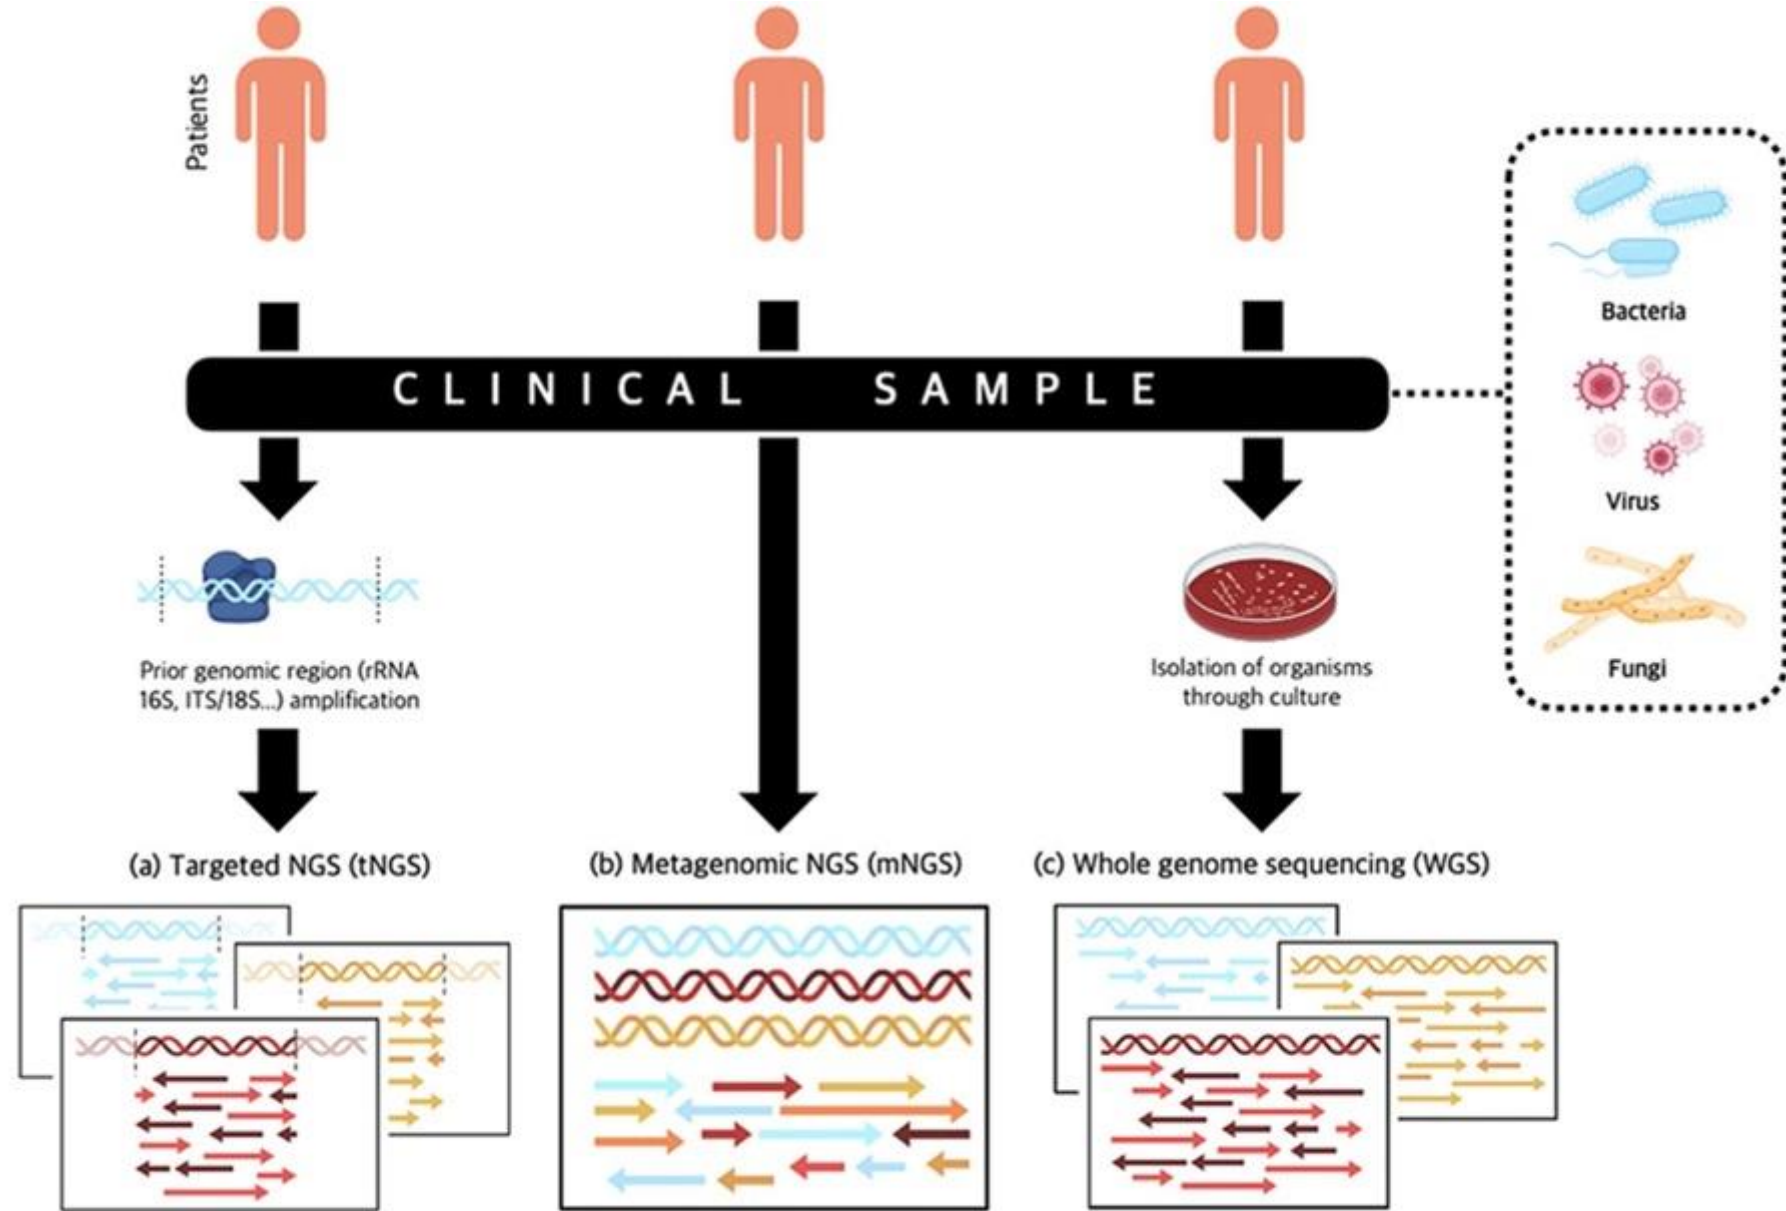 Patients
CLINICAL SAMPLE
Bacteria
Virus
Fungi
Prior genomic region (rRNA
16S, ITS/18S...) amplification
Isolation of organisms
through culture
(a) Targeted NGS (tNGS)
(b) Metagenomic NGS (mNGS)
(c) Whole genome sequencing (WGS)